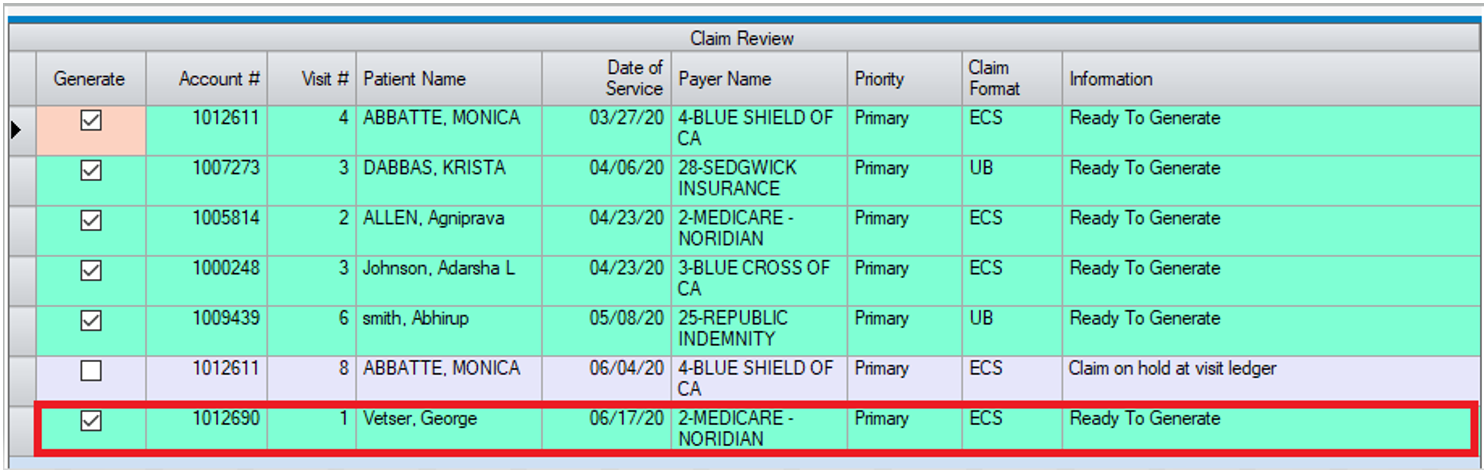 Claim Review
Generate Account # Visit # Patient Name Date of Service Payer Name Priority Claim Format Information
1012611 4 ABBATTE, MONICA 03/27/20 4-BLUE SHIELD OF CA Primary ECS Ready To Generate
1007273 3 DABBAS, KRISTA 04/06/20 28-SEDGWICK INSURANCE Primary UB Ready To Generate
1005814 2 ALLEN, Agniprava 04/23/20 2-MEDICARE - NORIDIAN Primary ECS Ready To Generate
1000248 3 Johnson, Adarsha L 04/23/20 3-BLUE CROSS OF CA Primary ECS Ready To Generate
1009439 6 smith, Abhirup 05/08/20 25-REPUBLIC INDEMNITY Primary UB Ready To Generate
1012611 8 ABBATTE, MONICA 06/04/20 4-BLUE SHIELD OF CA Primary ECS Claim on hold at visit ledger
1012690 1 Vetser, George 06/17/20 2-MEDICARE - NORIDIAN Primary ECS Ready To Generate